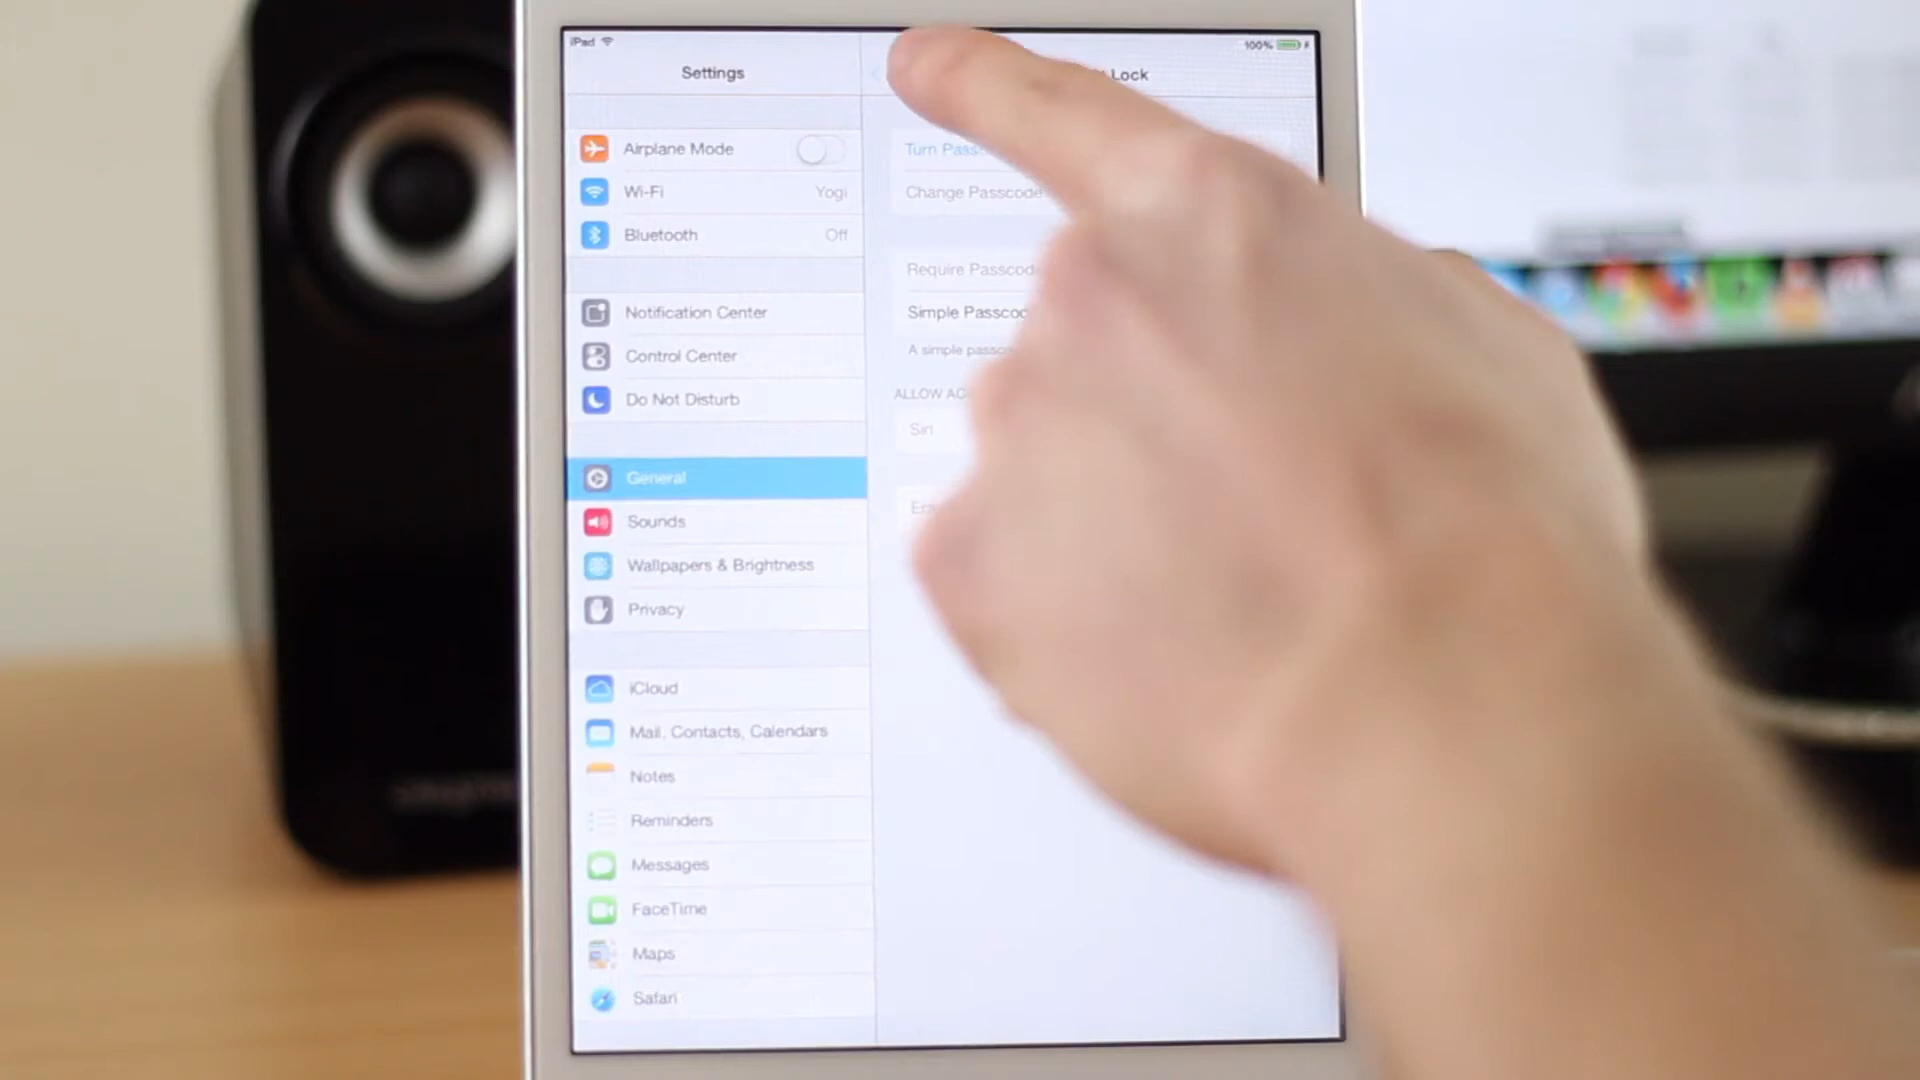 iPad
100%
Settings
Lock
Airplane Mode
Wi-Fi Yogi
Bluetooth Off
Notification Center
Control Center
Do Not Disturb
General
Sounds
Wallpapers & Brightness
Privacy
iCloud
Mail, Contacts, Calendars
Notes
Reminders
Messages
FaceTime
Maps
Safari
Turn Pass
Change Passcode
Require Passcod
Simple Passcod
A simple passco
ALLOW AC
Siri
Era